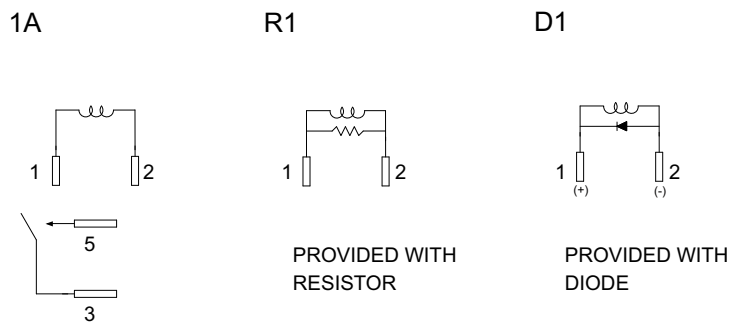 1A
R1
D1
1
2
1
2
1
2
(+)
(-)
5
3
PROVIDED WITH
RESISTOR
PROVIDED WITH
DIODE